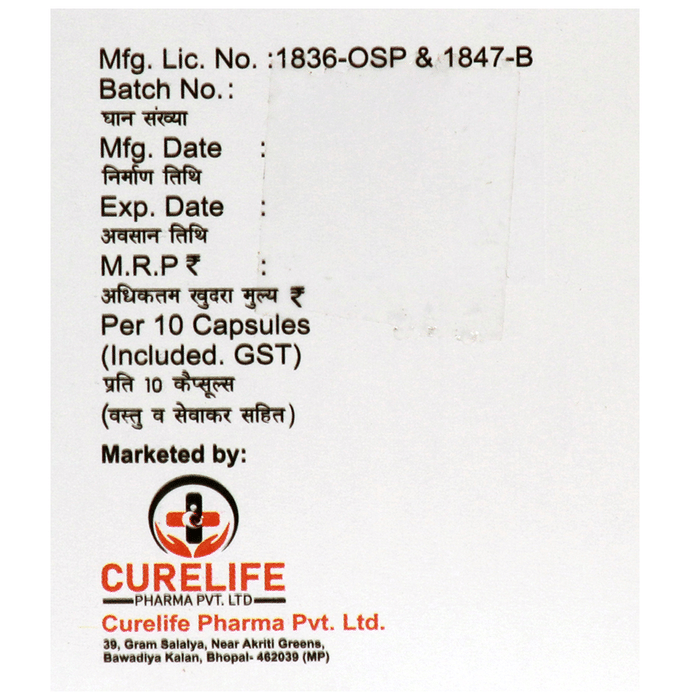 Mfg. Lic. No. :1836-OSP & 1847-B
Batch No.:
घान संख्या
Mfg. Date :
निर्माण तिथि
Exp. Date :
अवसान तिथि
M.R.P ₹ :
अधिकतम खुदरा मुल्य ₹
Per 10 Capsules
(Included. GST)
प्रति 10 कैप्सूल्स
(वस्तु व सेवाकर सहित)
Marketed by:
CURELIFE
PHARMA PVT. LTD
Curelife Pharma Pvt. Ltd.
39, Gram Salalya, Near Akriti Greens,
Bawadiya Kalan, Bhopal- 462039 (MP)